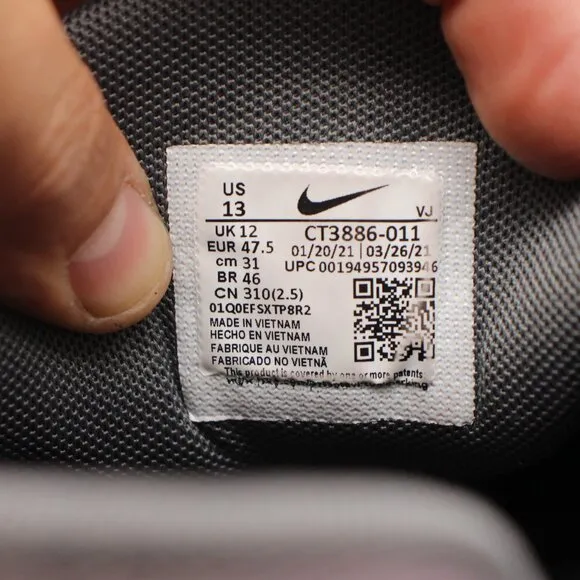 US
13
VJ
UK 12
EUR 47.5
cm 31
BR 46
CN 310(2.5)
CT3886-011
01/20/21 | 03/26/21
UPC 00194957093946
01Q0EFSXTP8R2
MADE IN VIETNAM
HECHO EN VIETNAM
FABRIQUE AU VIETNAM
FABRICADO NO VIETNÃ
This product is covered by one or more patents